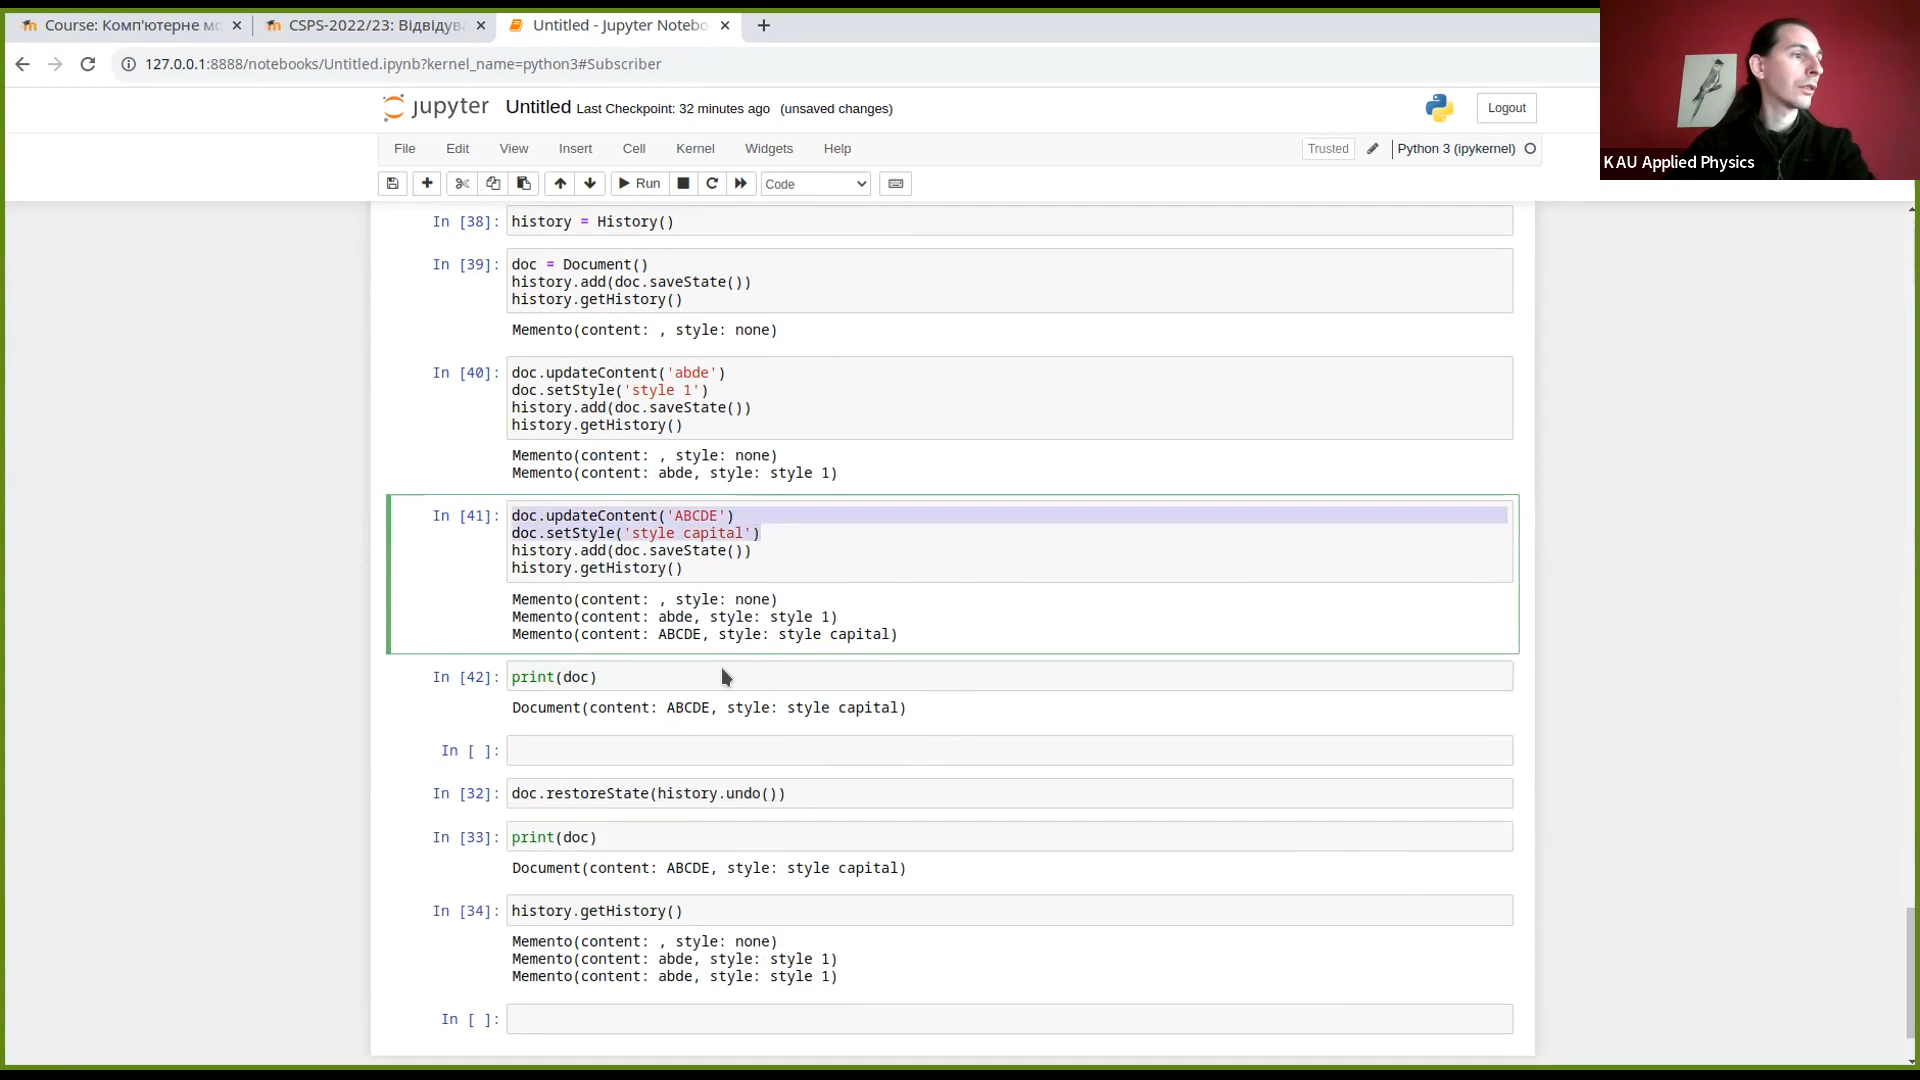 Course: Комп'ютерне мо
CSPS-2022/23: Відвідув
Untitled - Jupyter Notebo
127.0.0.1:8888/notebooks/Untitled.ipynb?kernel_name=python3#Subscriber
jupyter Untitled Last Checkpoint: 32 minutes ago (unsaved changes)
Logout
File Edit View Insert Cell Kernel Widgets Help
Trusted
Python 3 (ipykernel)
Run
Code
KAU Applied Physics
In [38]: history = History()
In [39]: doc = Document()
history.add(doc.saveState())
history.getHistory()
Memento(content: , style: none)
In [40]: doc.updateContent('abde')
doc.setStyle('style 1')
history.add(doc.saveState())
history.getHistory()
Memento(content: , style: none)
Memento(content: abde, style: style 1)
In [41]: doc.updateContent('ABCDE')
doc.setStyle('style capital')
history.add(doc.saveState())
history.getHistory()
Memento(content: , style: none)
Memento(content: abde, style: style 1)
Memento(content: ABCDE, style: style capital)
In [42]: print(doc)
Document(content: ABCDE, style: style capital)
In [ ]:
In [32]: doc.restoreState(history.undo())
In [33]: print(doc)
Document(content: ABCDE, style: style capital)
In [34]: history.getHistory()
Memento(content: , style: none)
Memento(content: abde, style: style 1)
Memento(content: abde, style: style 1)
In [ ]: